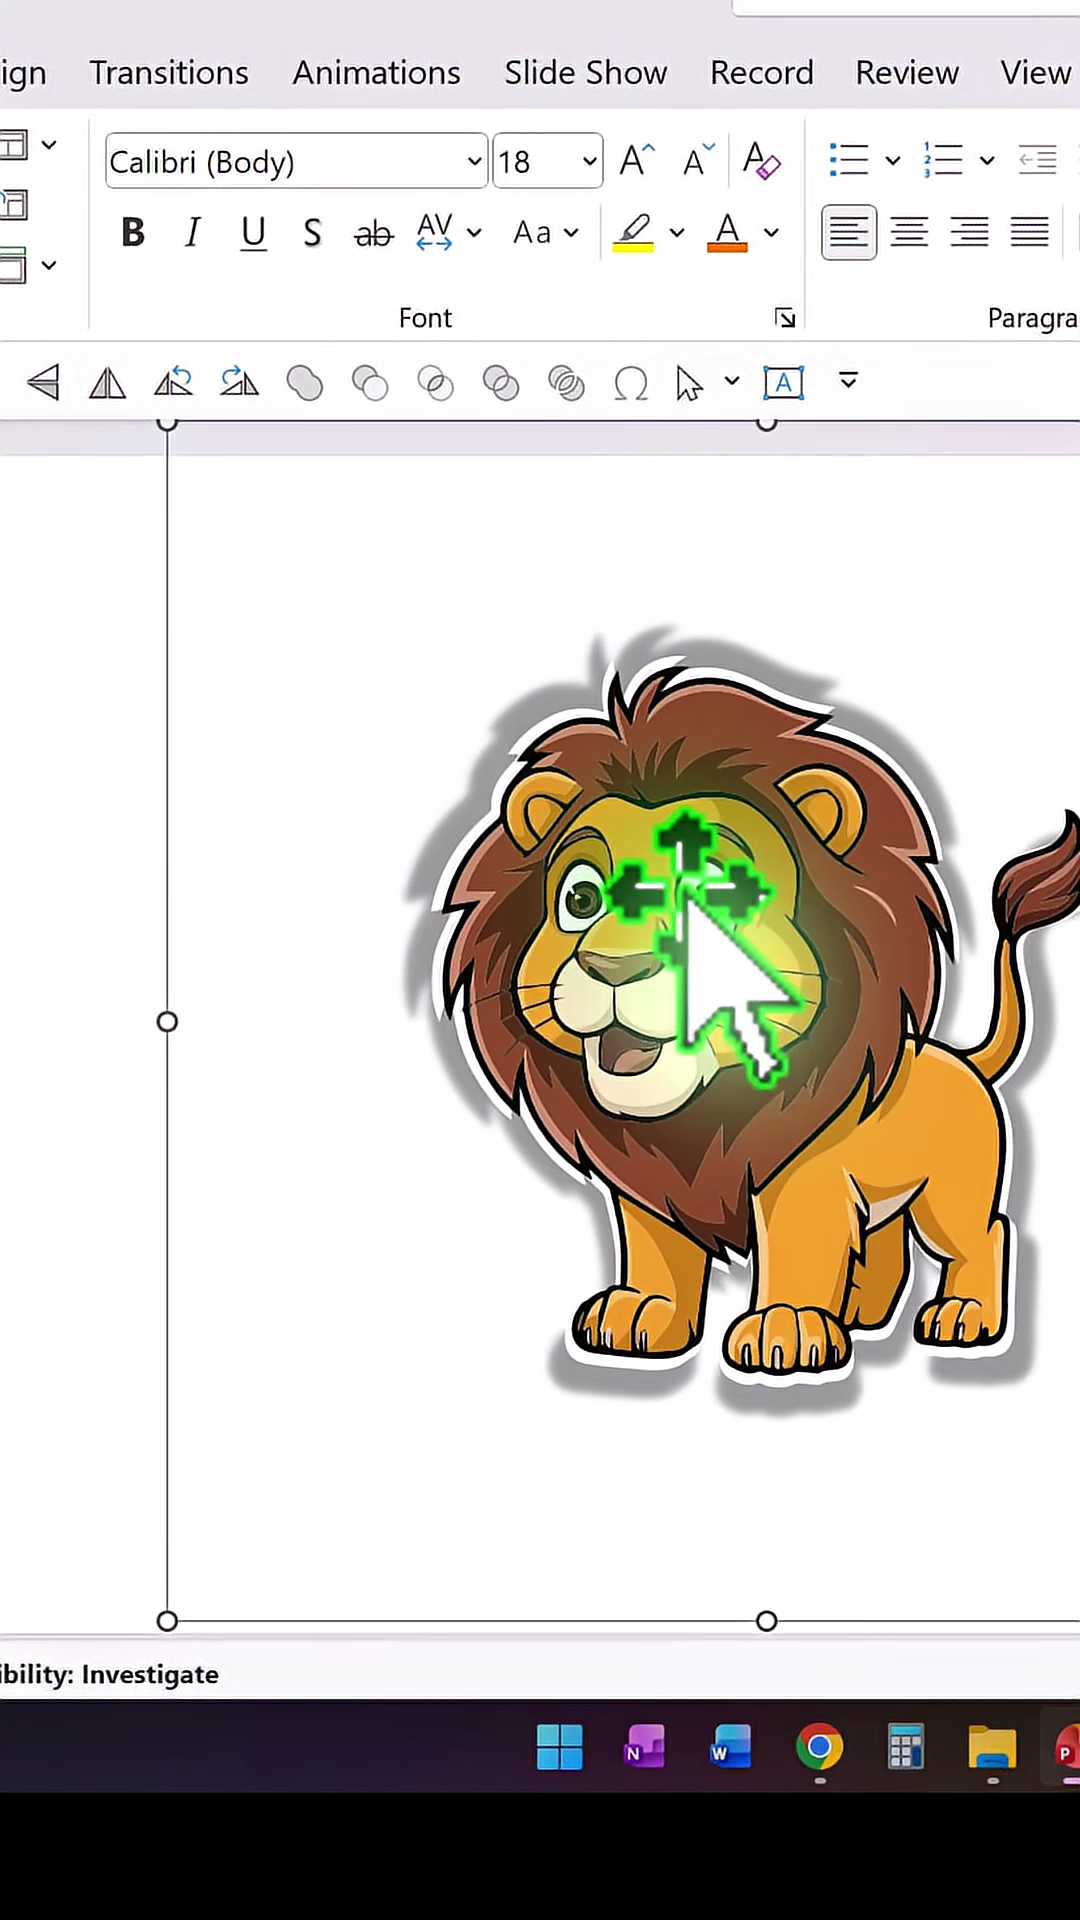 ign Transitions Animations Slide Show Record Review View
Calibri (Body) 18 A A A
B I U S ab AV Aa A
Font Paragra
A
ibility: Investigate
N W P